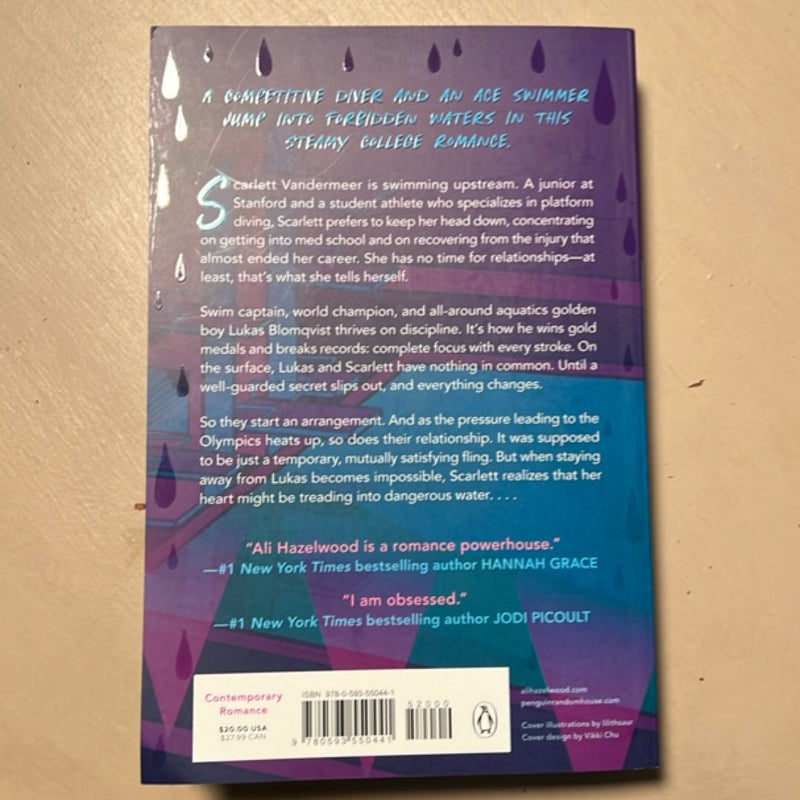 A COMPETITIVE DIVER AND AN ACE SWIMMER
JUMP INTO FORBIDDEN WATERS IN THIS
STEAMY COLLEGE ROMANCE.
Scarlett Vandermeer is swimming upstream. A junior at
Stanford and a student athlete who specializes in platform
diving, Scarlett prefers to keep her head down, concentrating
on getting into med school and on recovering from the injury that
almost ended her career. She has no time for relationships—at
least, that's what she tells herself.
Swim captain, world champion, and all-around aquatics golden
boy Lukas Blomqvist thrives on discipline. It's how he wins gold
medals and breaks records: complete focus with every stroke. On
the surface, Lukas and Scarlett have nothing in common. Until a
well-guarded secret slips out, and everything changes.
So they start an arrangement. And as the pressure leading to the
Olympics heats up, so does their relationship. It was supposed
to be just a temporary, mutually satisfying fling. But when staying
away from Lukas becomes impossible, Scarlett realizes that her
heart might be treading into dangerous water. . . .
"Ali Hazelwood is a romance powerhouse."
—#1 New York Times bestselling author HANNAH GRACE
"I am obsessed."
—#1 New York Times bestselling author JODI PICOULT
Contemporary
Romance
$20.00 USA
$27.99 CAN
ISBN 978-0-593-55044-1
52000
9 780593 550441
alihazelwood.com
penguinrandomhouse.com
Cover illustrations by lilithsaur
Cover design by Vikki Chu